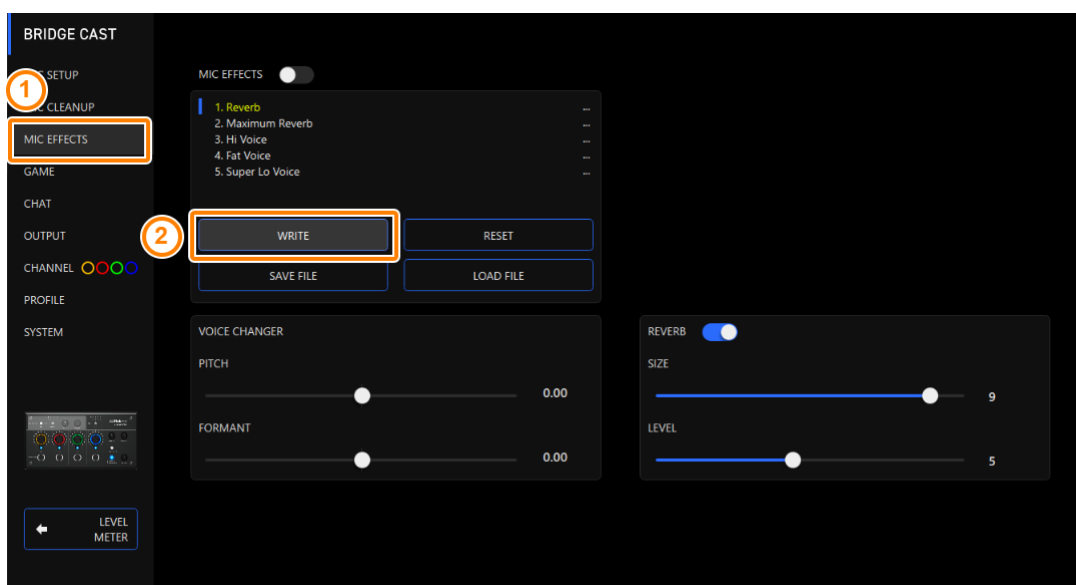 BRIDGE CAST
SETUP
1
CLEANUP
MIC EFFECTS
GAME
CHAT
OUTPUT
CHANNEL
PROFILE
SYSTEM
LEVEL
METER
MIC EFFECTS
1. Reverb ...
2. Maximum Reverb ...
3. Hi Voice ...
4. Fat Voice ...
5. Super Lo Voice ...
2
WRITE RESET
SAVE FILE LOAD FILE
VOICE CHANGER
PITCH
0.00
FORMANT
0.00
REVERB
SIZE
9
LEVEL
5